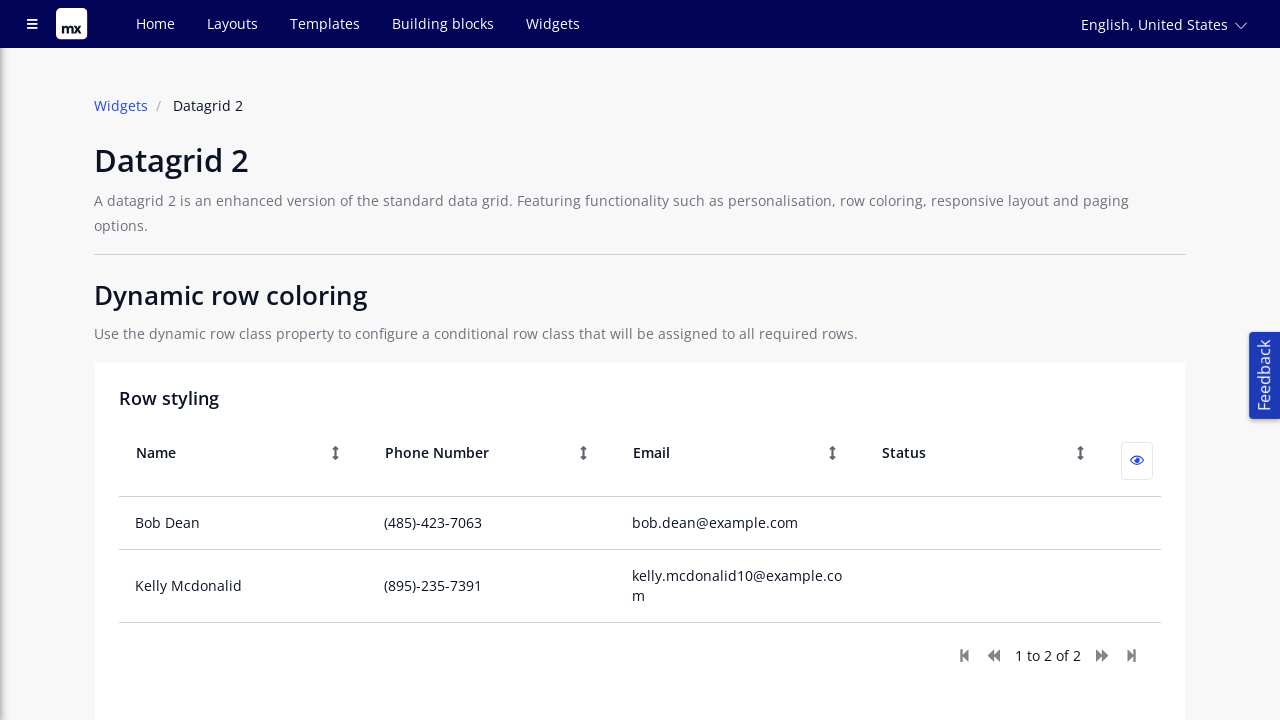 mx
Home
Layouts
Templates
Building blocks
Widgets
English, United States
Widgets / Datagrid 2
Datagrid 2
A datagrid 2 is an enhanced version of the standard data grid. Featuring functionality such as personalisation, row coloring, responsive layout and paging
options.
Dynamic row coloring
Use the dynamic row class property to configure a conditional row class that will be assigned to all required rows.
Feedback
Row styling
Name
Phone Number
Email
Status
Bob Dean
(485)-423-7063
bob.dean@example.com
Kelly Mcdonalid
(895)-235-7391
kelly.mcdonalid10@example.co
m
1 to 2 of 2